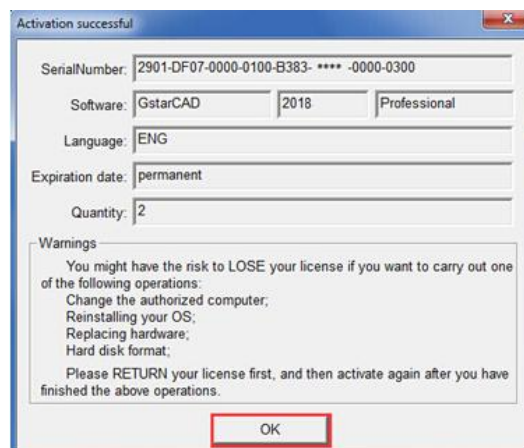 Activation successful
SerialNumber: 2901-DF07-0000-0100-B383- **** -0000-0300
Software: GstarCAD 2018 Professional
Language: ENG
Expiration date: permanent
Quantity: 2
Warnings
You might have the risk to LOSE your license if you want to carry out one
of the following operations:
Change the authorized computer;
Reinstalling your OS;
Replacing hardware;
Hard disk format;
Please RETURN your license first, and then activate again after you have
finished the above operations.
OK